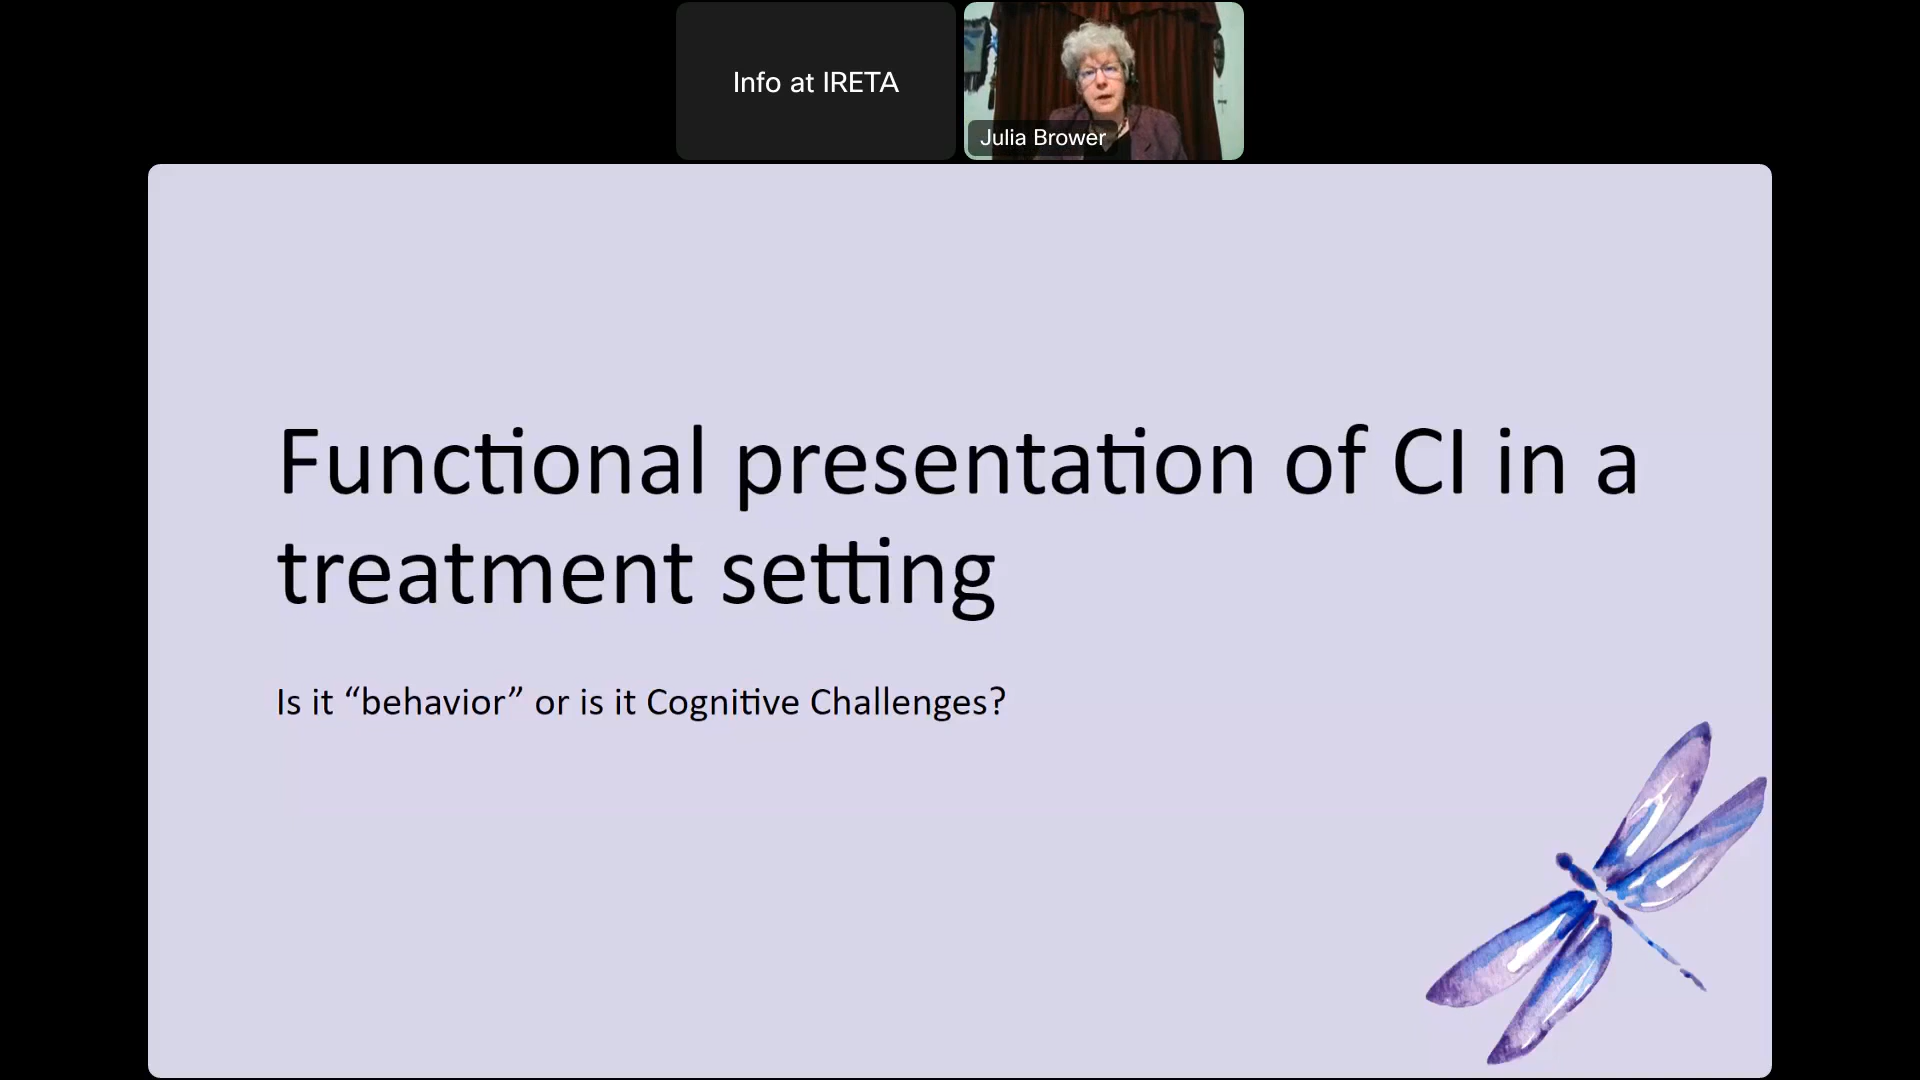 Info at IRETA
Julia Brower
Functional presentation of CI in a
treatment setting
Is it “behavior” or is it Cognitive Challenges?